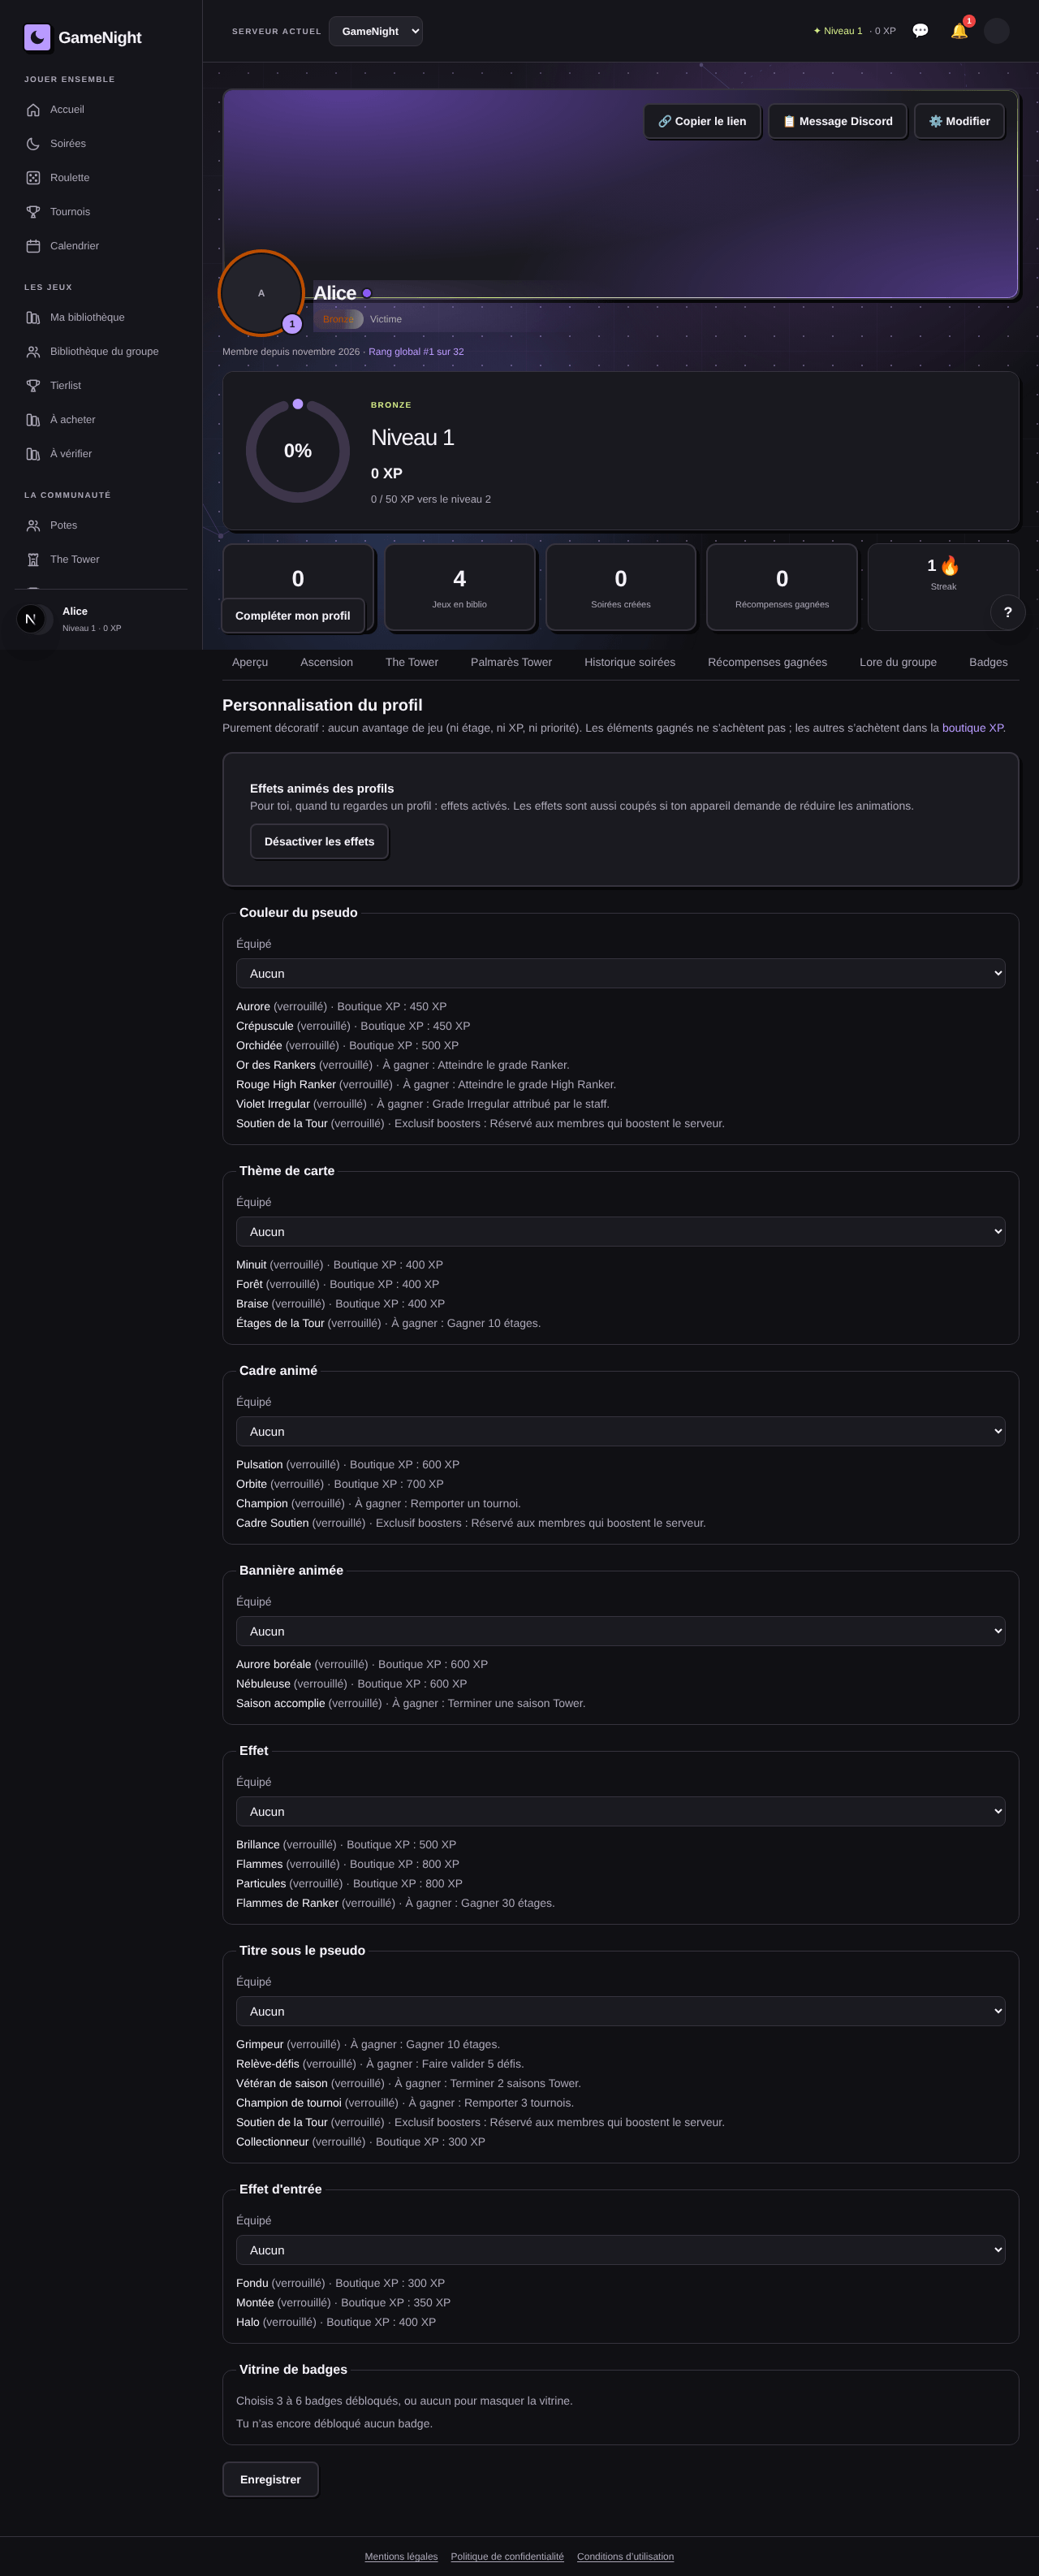 GameNight
SERVEUR ACTUEL
GameNight
✦ Niveau 1 · 0 XP
1
JOUER ENSEMBLE
Accueil
Soirées
Roulette
Tournois
Calendrier
LES JEUX
Ma bibliothèque
Bibliothèque du groupe
Tierlist
À acheter
À vérifier
LA COMMUNAUTÉ
Potes
The Tower
N
Alice
Niveau 1 · 0 XP
🔗 Copier le lien
📋 Message Discord
⚙️ Modifier
A
1
Alice
Bronze
Victime
Membre depuis novembre 2026 · Rang global #1 sur 32
0%
BRONZE
Niveau 1
0 XP
0 / 50 XP vers le niveau 2
0
4
Jeux en biblio
0
Soirées créées
0
Récompenses gagnées
1 🔥
Streak
Compléter mon profil
?
Aperçu
Ascension
The Tower
Palmarès Tower
Historique soirées
Récompenses gagnées
Lore du groupe
Badges
Personnalisation du profil
Purement décoratif : aucun avantage de jeu (ni étage, ni XP, ni priorité). Les éléments gagnés ne s’achètent pas ; les autres s’achètent dans la boutique XP.
Effets animés des profils
Pour toi, quand tu regardes un profil : effets activés. Les effets sont aussi coupés si ton appareil demande de réduire les animations.
Désactiver les effets
Couleur du pseudo
Équipé
Aucun
Aurore (verrouillé) · Boutique XP : 450 XP
Crépuscule (verrouillé) · Boutique XP : 450 XP
Orchidée (verrouillé) · Boutique XP : 500 XP
Or des Rankers (verrouillé) · À gagner : Atteindre le grade Ranker.
Rouge High Ranker (verrouillé) · À gagner : Atteindre le grade High Ranker.
Violet Irregular (verrouillé) · À gagner : Grade Irregular attribué par le staff.
Soutien de la Tour (verrouillé) · Exclusif boosters : Réservé aux membres qui boostent le serveur.
Thème de carte
Équipé
Aucun
Minuit (verrouillé) · Boutique XP : 400 XP
Forêt (verrouillé) · Boutique XP : 400 XP
Braise (verrouillé) · Boutique XP : 400 XP
Étages de la Tour (verrouillé) · À gagner : Gagner 10 étages.
Cadre animé
Équipé
Aucun
Pulsation (verrouillé) · Boutique XP : 600 XP
Orbite (verrouillé) · Boutique XP : 700 XP
Champion (verrouillé) · À gagner : Remporter un tournoi.
Cadre Soutien (verrouillé) · Exclusif boosters : Réservé aux membres qui boostent le serveur.
Bannière animée
Équipé
Aucun
Aurore boréale (verrouillé) · Boutique XP : 600 XP
Nébuleuse (verrouillé) · Boutique XP : 600 XP
Saison accomplie (verrouillé) · À gagner : Terminer une saison Tower.
Effet
Équipé
Aucun
Brillance (verrouillé) · Boutique XP : 500 XP
Flammes (verrouillé) · Boutique XP : 800 XP
Particules (verrouillé) · Boutique XP : 800 XP
Flammes de Ranker (verrouillé) · À gagner : Gagner 30 étages.
Titre sous le pseudo
Équipé
Aucun
Grimpeur (verrouillé) · À gagner : Gagner 10 étages.
Relève-défis (verrouillé) · À gagner : Faire valider 5 défis.
Vétéran de saison (verrouillé) · À gagner : Terminer 2 saisons Tower.
Champion de tournoi (verrouillé) · À gagner : Remporter 3 tournois.
Soutien de la Tour (verrouillé) · Exclusif boosters : Réservé aux membres qui boostent le serveur.
Collectionneur (verrouillé) · Boutique XP : 300 XP
Effet d'entrée
Équipé
Aucun
Fondu (verrouillé) · Boutique XP : 300 XP
Montée (verrouillé) · Boutique XP : 350 XP
Halo (verrouillé) · Boutique XP : 400 XP
Vitrine de badges
Choisis 3 à 6 badges débloqués, ou aucun pour masquer la vitrine.
Tu n’as encore débloqué aucun badge.
Enregistrer
Mentions légales
Politique de confidentialité
Conditions d’utilisation